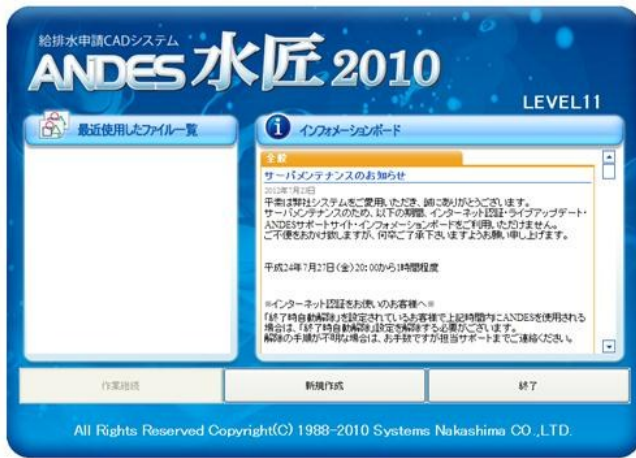 給排水申請CADシステム
ANDES 水匠 2010
LEVEL11
最近使用したファイル一覧
インフォメーションボード
全般
サーバメンテナンスのお知らせ
2012年7月23日
平素は弊社システムをご愛用いただき、誠にありがとうございます。
サーバメンテナンスのため、以下の期間、インターネット認証・ライブアップデート・
ANDESサポートサイト・インフォメーションボードをご利用いただけません。
ご不便をおかけ致しますが、何卒ご了承下さいますようお願い申し上げます。
平成24年7月27日(金)20:00から1時間程度
※インターネット認証をお使いのお客様へ※
「終了時自動解除」を設定されているお客様で上記時間内にANDESを使用される
場合は、「終了時自動解除」設定を解除する必要がございます。
解除の手順が不明な場合は、お手数ですが担当サポートまでご連絡ください。
作業継続
新規作成
終了
All Rights Reserved Copyright(C) 1988-2010 Systems Nakashima CO.,LTD.